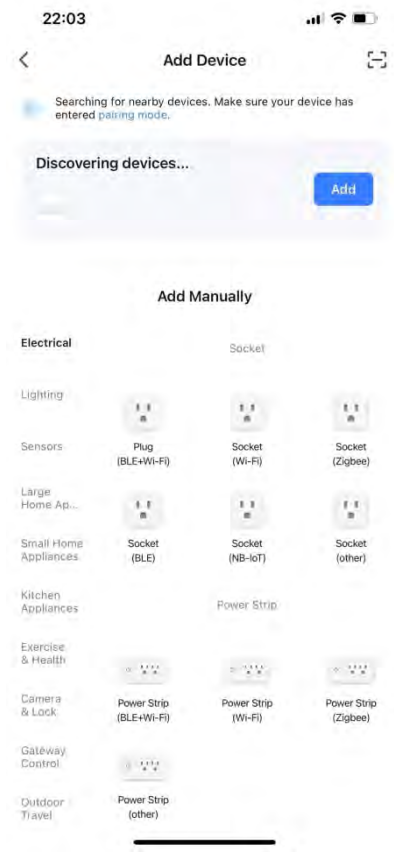 22:03
Add Device
Searching for nearby devices. Make sure your device has
entered pairing mode.
Discovering devices...
Add
Add Manually
Electrical
Socket
Lighting
Sensors
Plug
(BLE+Wi-Fi)
Socket
(Wi-Fi)
Socket
(Zigbee)
Large
Home Ap...
Small Home
Appliances
Socket
(BLE)
Socket
(NB-IoT)
Socket
(other)
Kitchen
Appliances
Power Strip
Exercise
& Health
Camera
& Lock
Power Strip
(BLE+Wi-Fi)
Power Strip
(Wi-Fi)
Power Strip
(Zigbee)
Gateway
Control
Outdoor
Travel
Power Strip
(other)